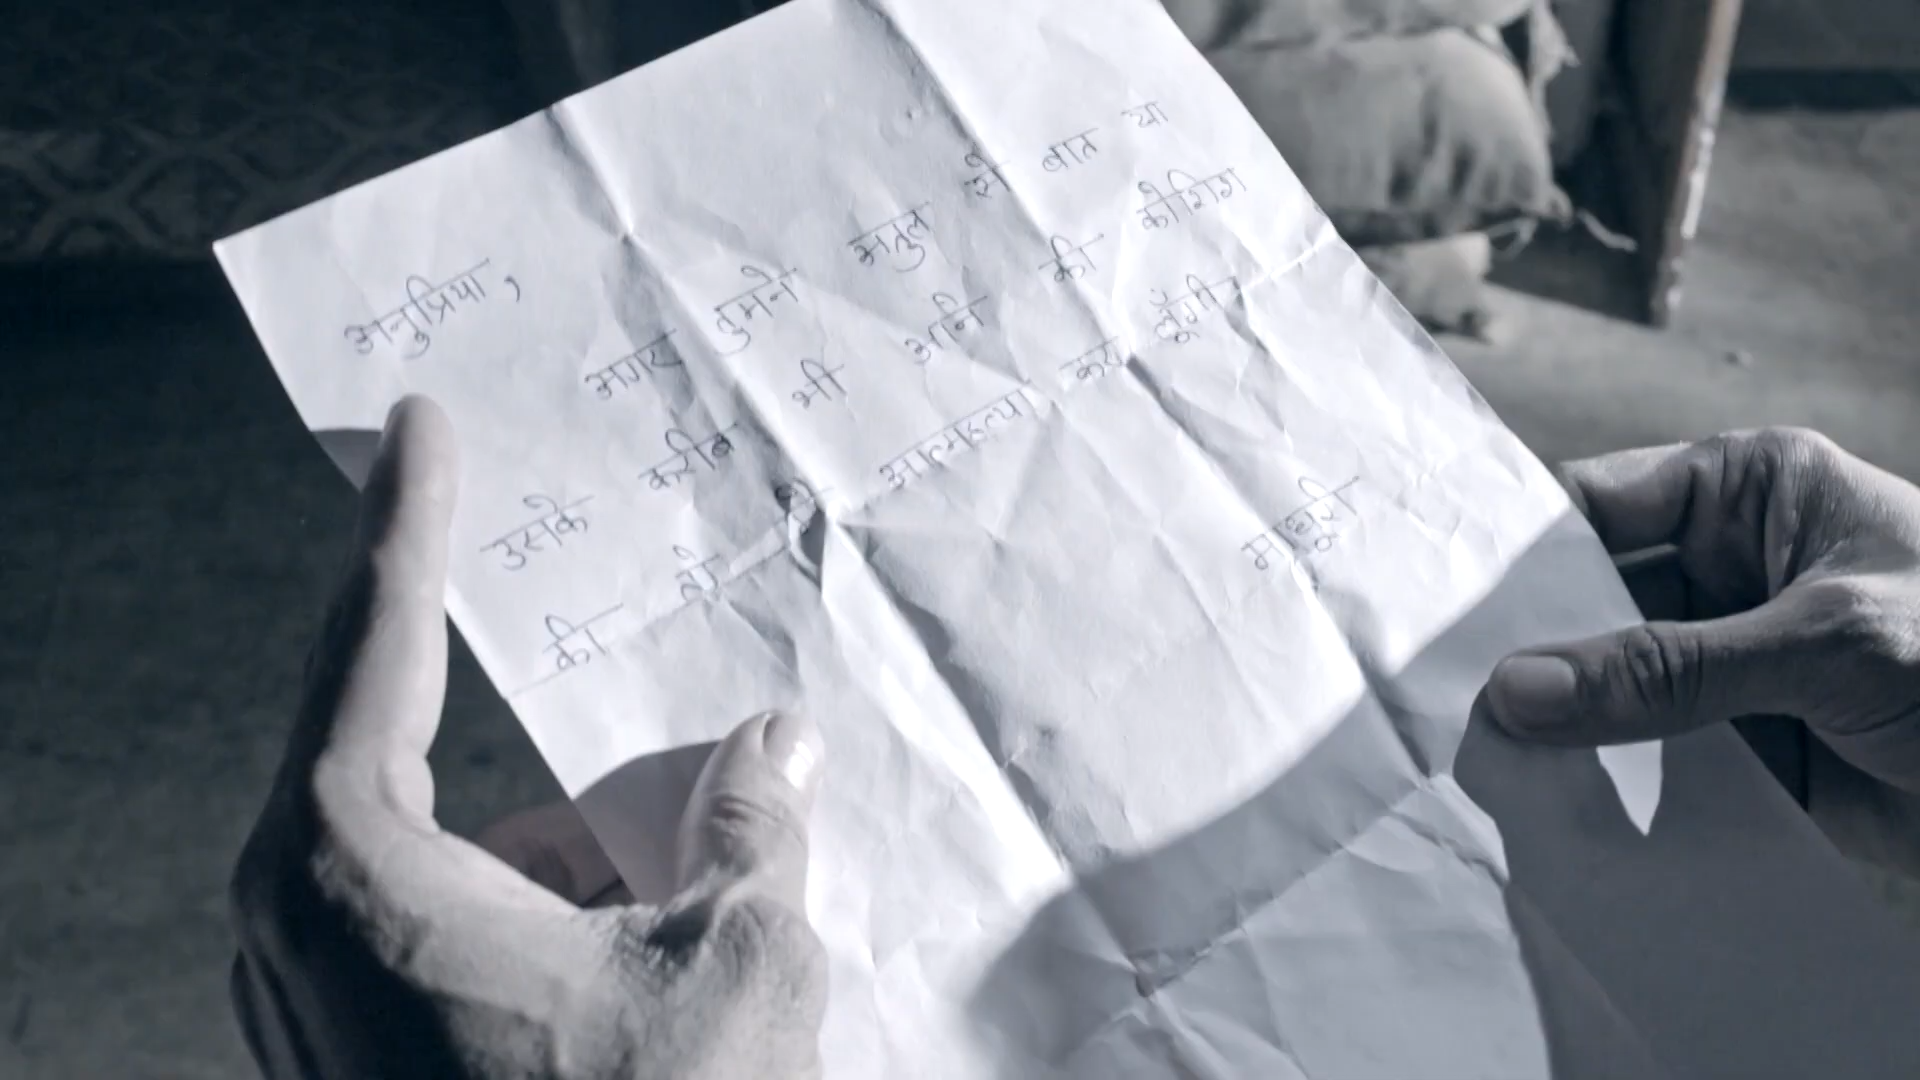 अनुप्रिया,
अगर तुमने अतुल से बात या
उसके करीब भी आने की कोशिश
की तो मैं आत्महत्या कर लूँगी।
माधुरी